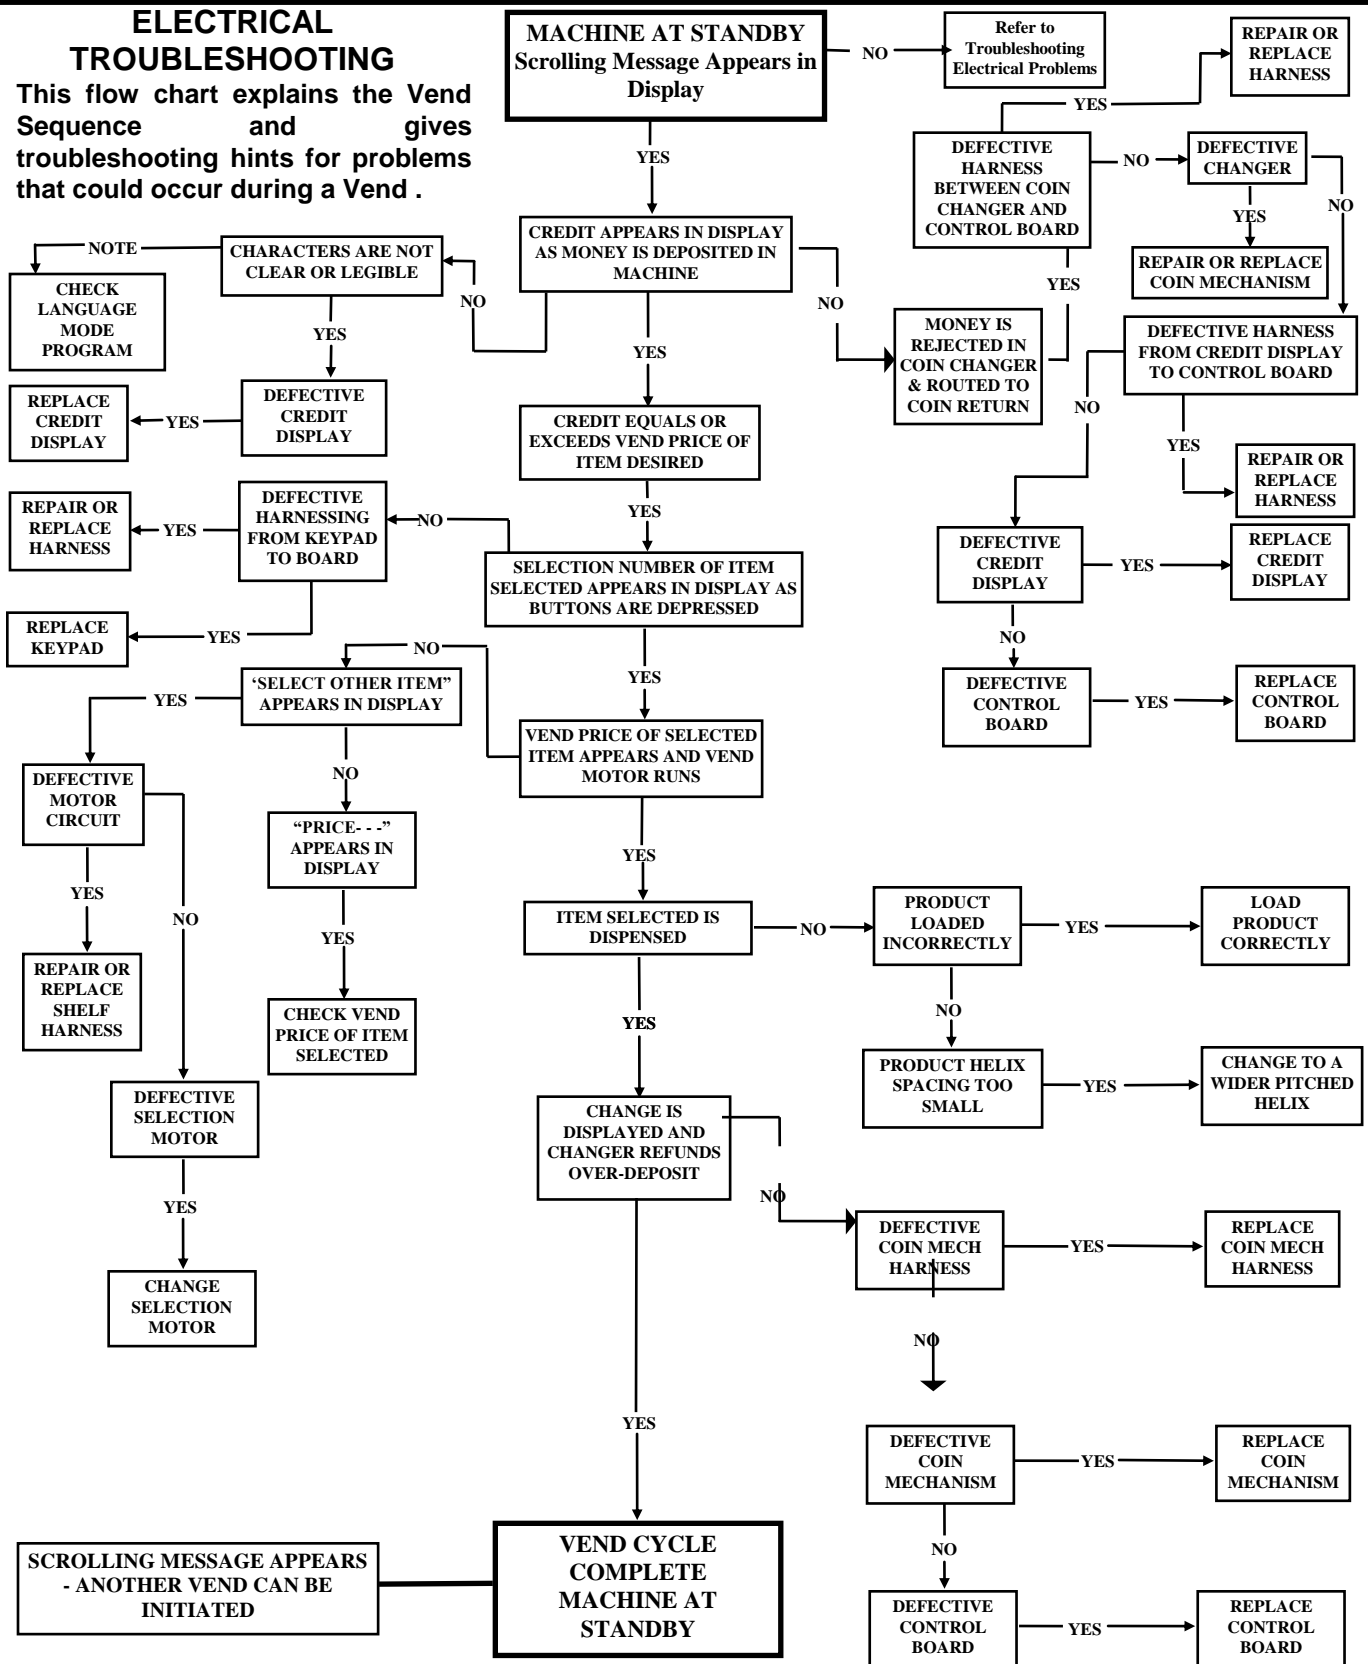 ELECTRICAL
TROUBLESHOOTING
This flow chart explains the Vend
Sequence and gives
troubleshooting hints for problems
that could occur during a Vend .
MACHINE AT STANDBY
Scrolling Message Appears in
Display
NO
Refer to
Troubleshooting
Electrical Problems
REPAIR OR
REPLACE
HARNESS
YES
YES
DEFECTIVE
HARNESS
BETWEEN COIN
CHANGER AND
CONTROL BOARD
NO
DEFECTIVE
CHANGER
YES
NO
REPAIR OR REPLACE
COIN MECHANISM
CREDIT APPEARS IN DISPLAY
AS MONEY IS DEPOSITED IN
MACHINE
NOTE
CHARACTERS ARE NOT
CLEAR OR LEGIBLE
CHECK
LANGUAGE
MODE
PROGRAM
NO
YES
YES
NO
YES
MONEY IS
REJECTED IN
COIN CHANGER
& ROUTED TO
COIN RETURN
DEFECTIVE HARNESS
FROM CREDIT DISPLAY
TO CONTROL BOARD
REPLACE
CREDIT
DISPLAY
YES
DEFECTIVE
CREDIT
DISPLAY
CREDIT EQUALS OR
EXCEEDS VEND PRICE OF
ITEM DESIRED
NO
YES
REPAIR OR
REPLACE
HARNESS
REPAIR OR
REPLACE
HARNESS
YES
DEFECTIVE
HARNESSING
FROM KEYPAD
TO BOARD
NO
YES
SELECTION NUMBER OF ITEM
SELECTED APPEARS IN DISPLAY AS
BUTTONS ARE DEPRESSED
DEFECTIVE
CREDIT
DISPLAY
YES
REPLACE
CREDIT
DISPLAY
REPLACE
KEYPAD
YES
NO
NO
YES
‘SELECT OTHER ITEM”
APPEARS IN DISPLAY
YES
DEFECTIVE
CONTROL
BOARD
YES
REPLACE
CONTROL
BOARD
VEND PRICE OF SELECTED
ITEM APPEARS AND VEND
MOTOR RUNS
DEFECTIVE
MOTOR
CIRCUIT
NO
“PRICE- - -”
APPEARS IN
DISPLAY
YES
YES
NO
YES
ITEM SELECTED IS
DISPENSED
NO
PRODUCT
LOADED
INCORRECTLY
YES
LOAD
PRODUCT
CORRECTLY
REPAIR OR
REPLACE
SHELF
HARNESS
CHECK VEND
PRICE OF ITEM
SELECTED
YES
NO
PRODUCT HELIX
SPACING TOO
SMALL
YES
CHANGE TO A
WIDER PITCHED
HELIX
DEFECTIVE
SELECTION
MOTOR
CHANGE IS
DISPLAYED AND
CHANGER REFUNDS
OVER-DEPOSIT
YES
NO
DEFECTIVE
COIN MECH
HARNESS
YES
REPLACE
COIN MECH
HARNESS
CHANGE
SELECTION
MOTOR
NO
YES
DEFECTIVE
COIN
MECHANISM
YES
REPLACE
COIN
MECHANISM
NO
SCROLLING MESSAGE APPEARS
- ANOTHER VEND CAN BE
INITIATED
VEND CYCLE
COMPLETE
MACHINE AT
STANDBY
DEFECTIVE
CONTROL
BOARD
YES
REPLACE
CONTROL
BOARD